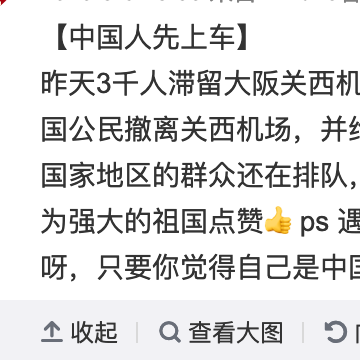 【中国人先上车】
昨天3千人滞留大阪关西机
国公民撤离关西机场，并
国家地区的群众还在排队，
为强大的祖国点赞👍 ps 遇
呀，只要你觉得自己是中国
收起 查看大图